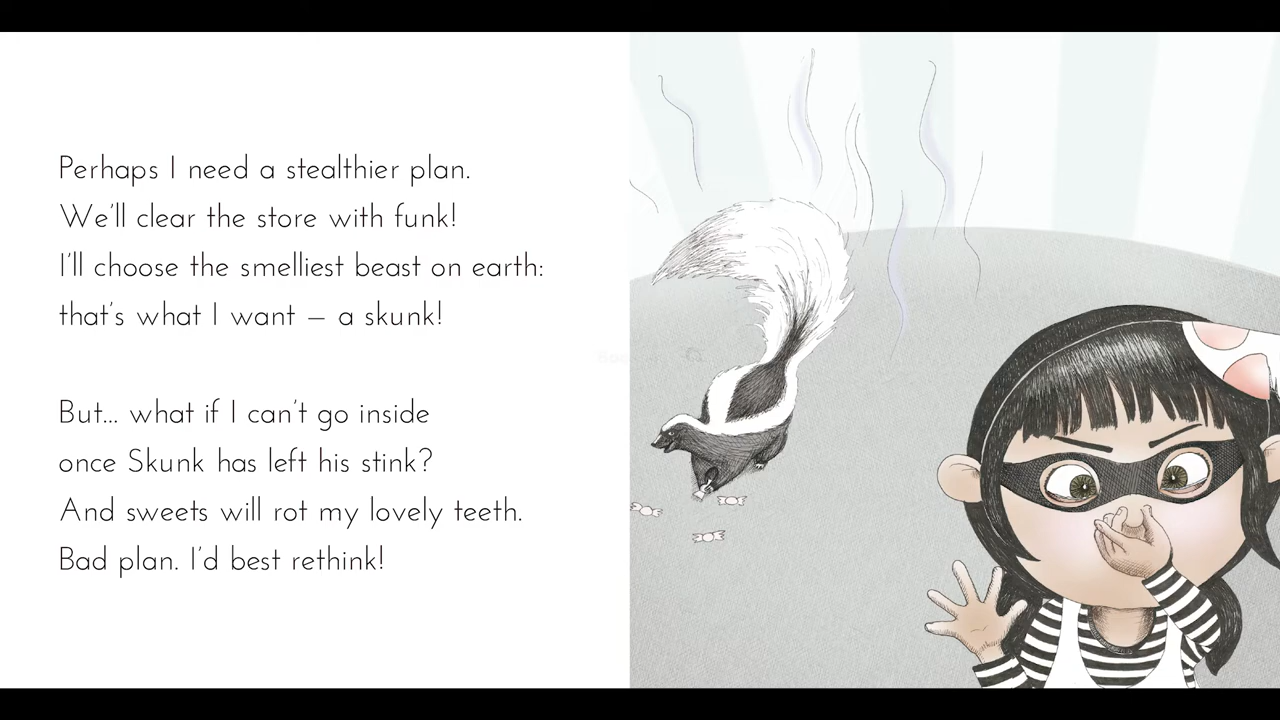 Perhaps I need a stealthier plan.
We'll clear the store with funk!
I'll choose the smelliest beast on earth:
that's what I want – a skunk!
But... what if I can't go inside
once Skunk has left his stink?
And sweets will rot my lovely teeth.
Bad plan. I'd best rethink!